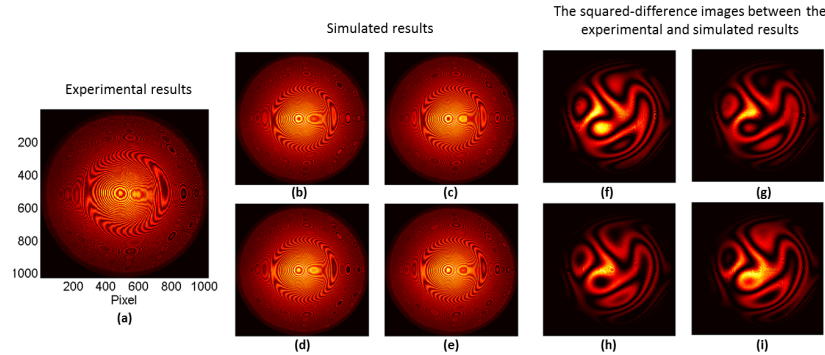 The squared-difference images between the
experimental and simulated results
Simulated results
Experimental results
200
400
600
800
1000
200 400 600 800 1000
Pixel
(a)
(b)
(c)
(f)
(g)
(d)
(e)
(h)
(i)